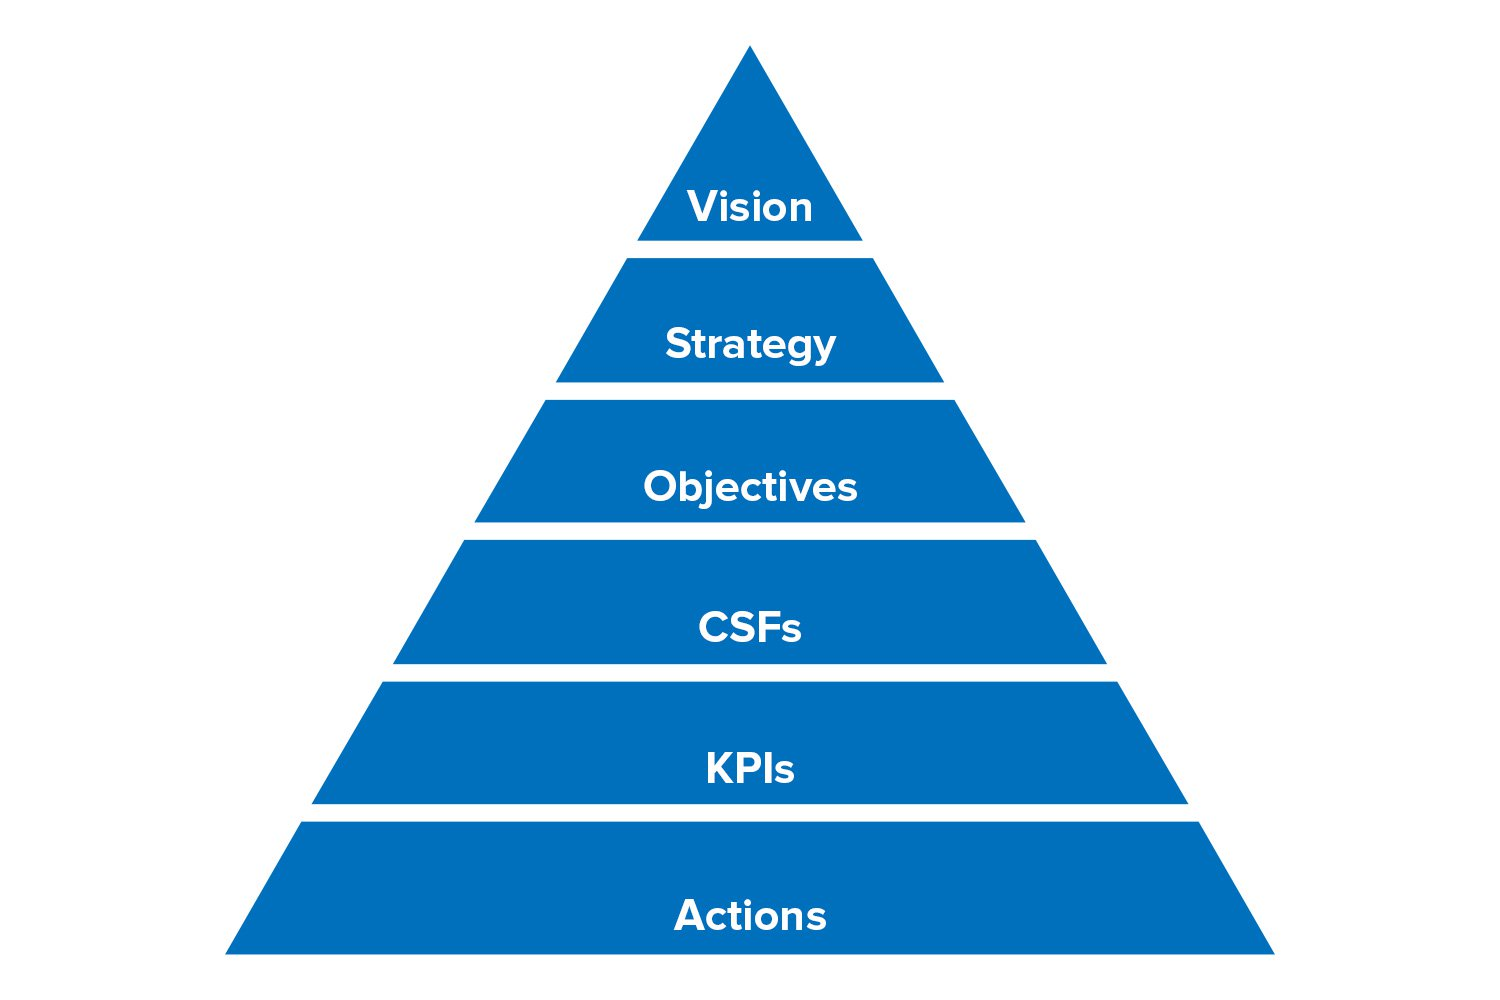 Vision
Strategy
Objectives
CSFs
KPIs
Actions